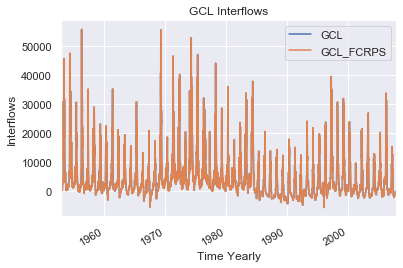 GCL Interflows
GCL
GCL_FCRPS
50000
40000
30000
20000
10000
0
Interflows
1960
1970
1980
1990
2000
Time Yearly